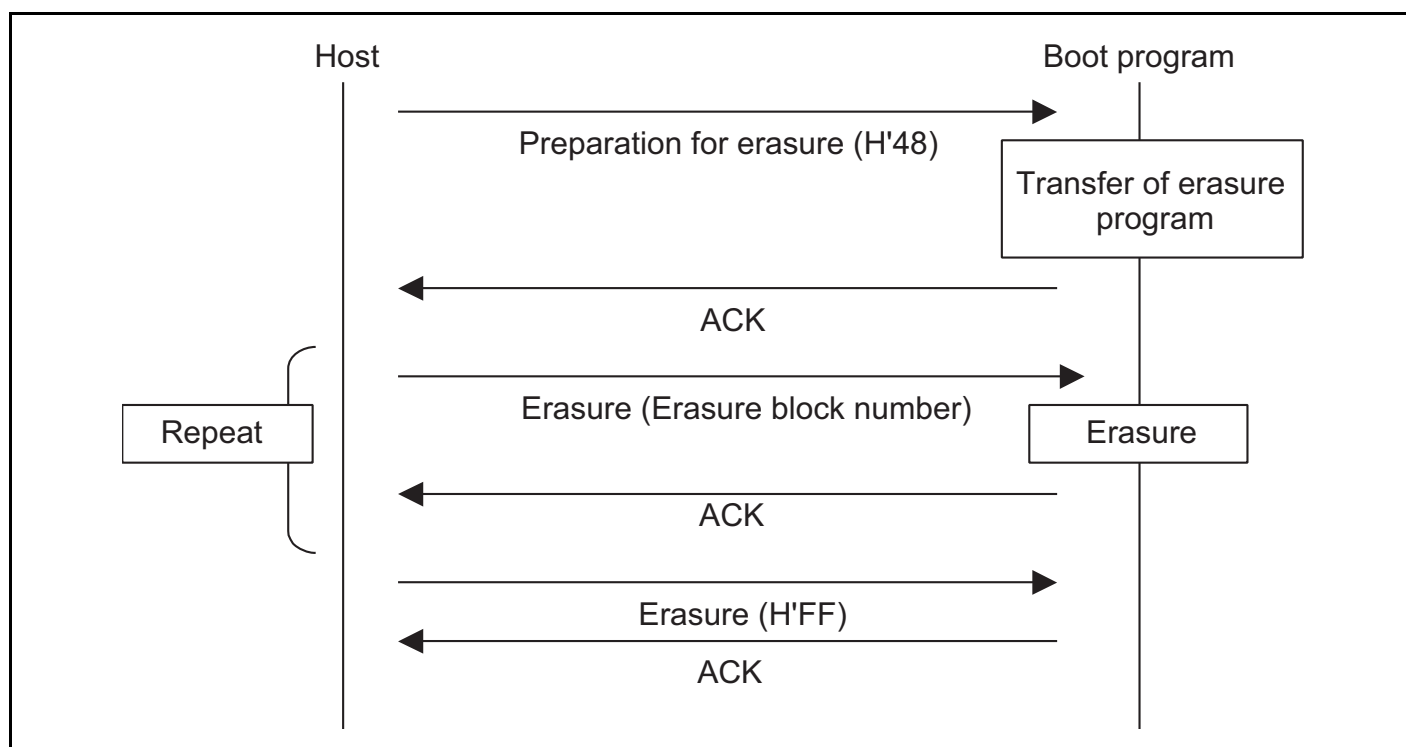 Host
Boot program
Preparation for erasure (H'48)
Transfer of erasure
program
ACK
Erasure (Erasure block number)
Repeat
Erasure
ACK
Erasure (H'FF)
ACK